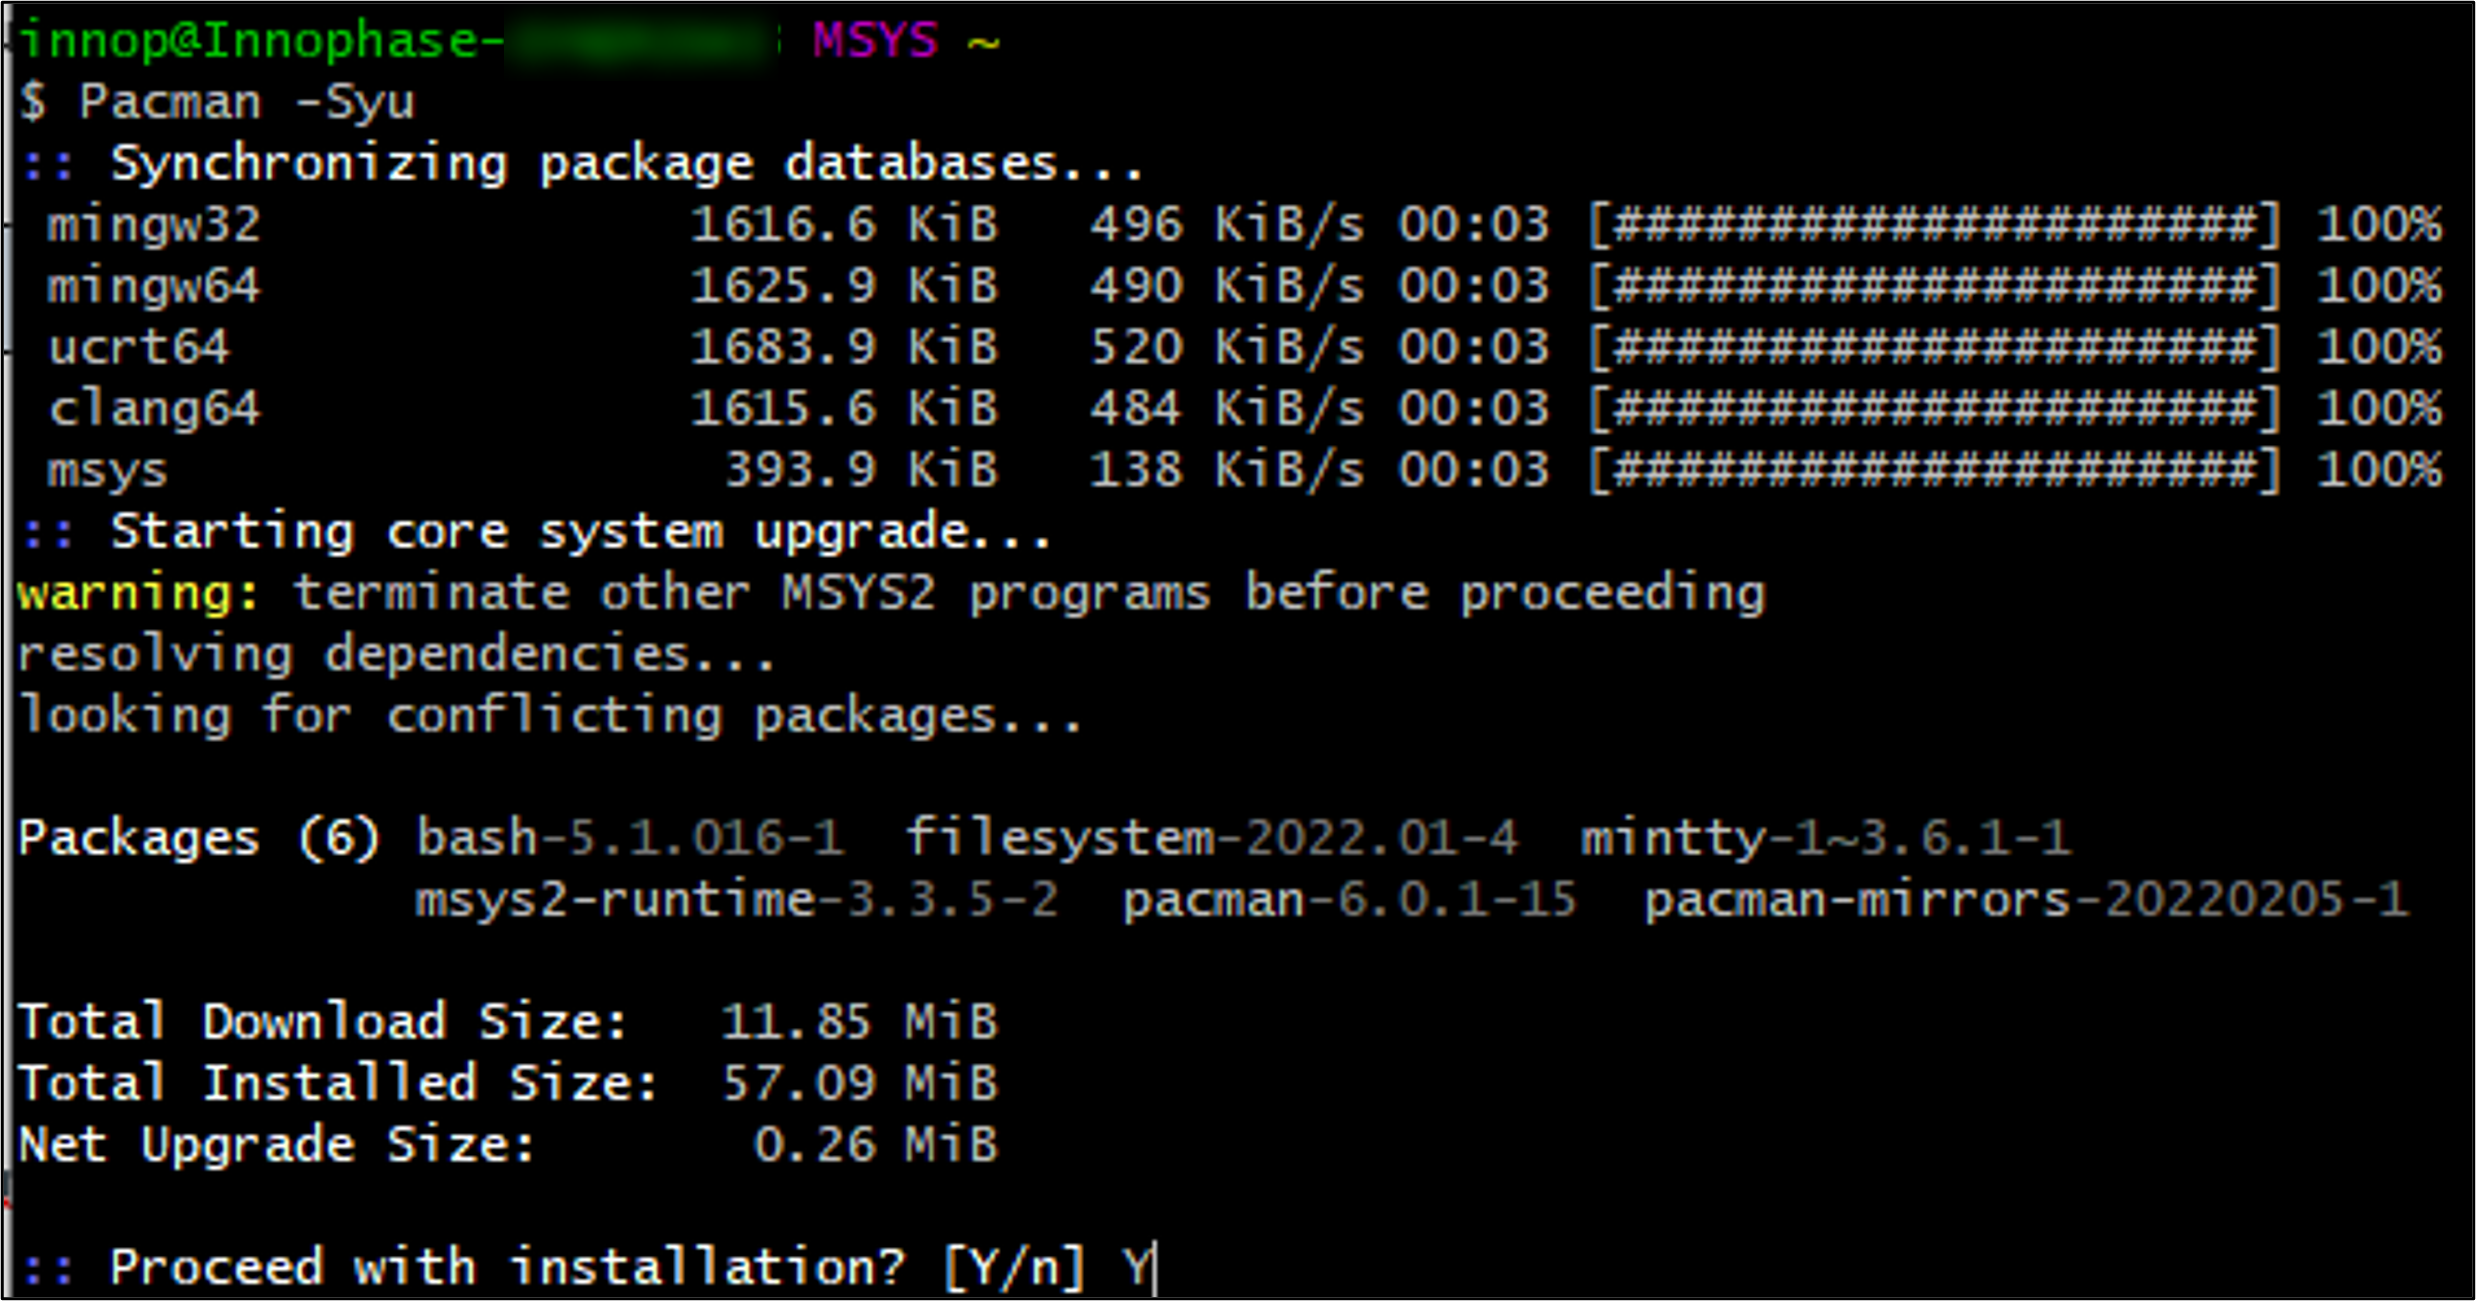 innop@Innophase- MSYS ~
$ Pacman -Syu
:: Synchronizing package databases...
mingw32 1616.6 KiB 496 KiB/s 00:03 [#####################] 100%
mingw64 1625.9 KiB 490 KiB/s 00:03 [#####################] 100%
ucrt64 1683.9 KiB 520 KiB/s 00:03 [#####################] 100%
clang64 1615.6 KiB 484 KiB/s 00:03 [#####################] 100%
msys 393.9 KiB 138 KiB/s 00:03 [#####################] 100%
:: Starting core system upgrade...
warning: terminate other MSYS2 programs before proceeding
resolving dependencies...
looking for conflicting packages...
Packages (6) bash-5.1.016-1 filesystem-2022.01-4 mintty-1~3.6.1-1
msys2-runtime-3.3.5-2 pacman-6.0.1-15 pacman-mirrors-20220205-1
Total Download Size: 11.85 MiB
Total Installed Size: 57.09 MiB
Net Upgrade Size: 0.26 MiB
:: Proceed with installation? [Y/n] Y